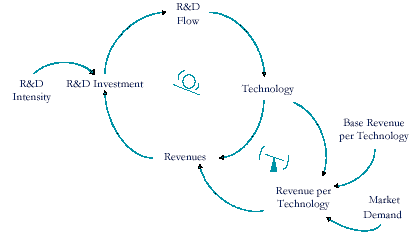 R&D
Flow
R&D
Intensity
R&D Investment
Technology
Base Revenue
per Technology
Revenues
Revenue per
Technology
Market
Demand